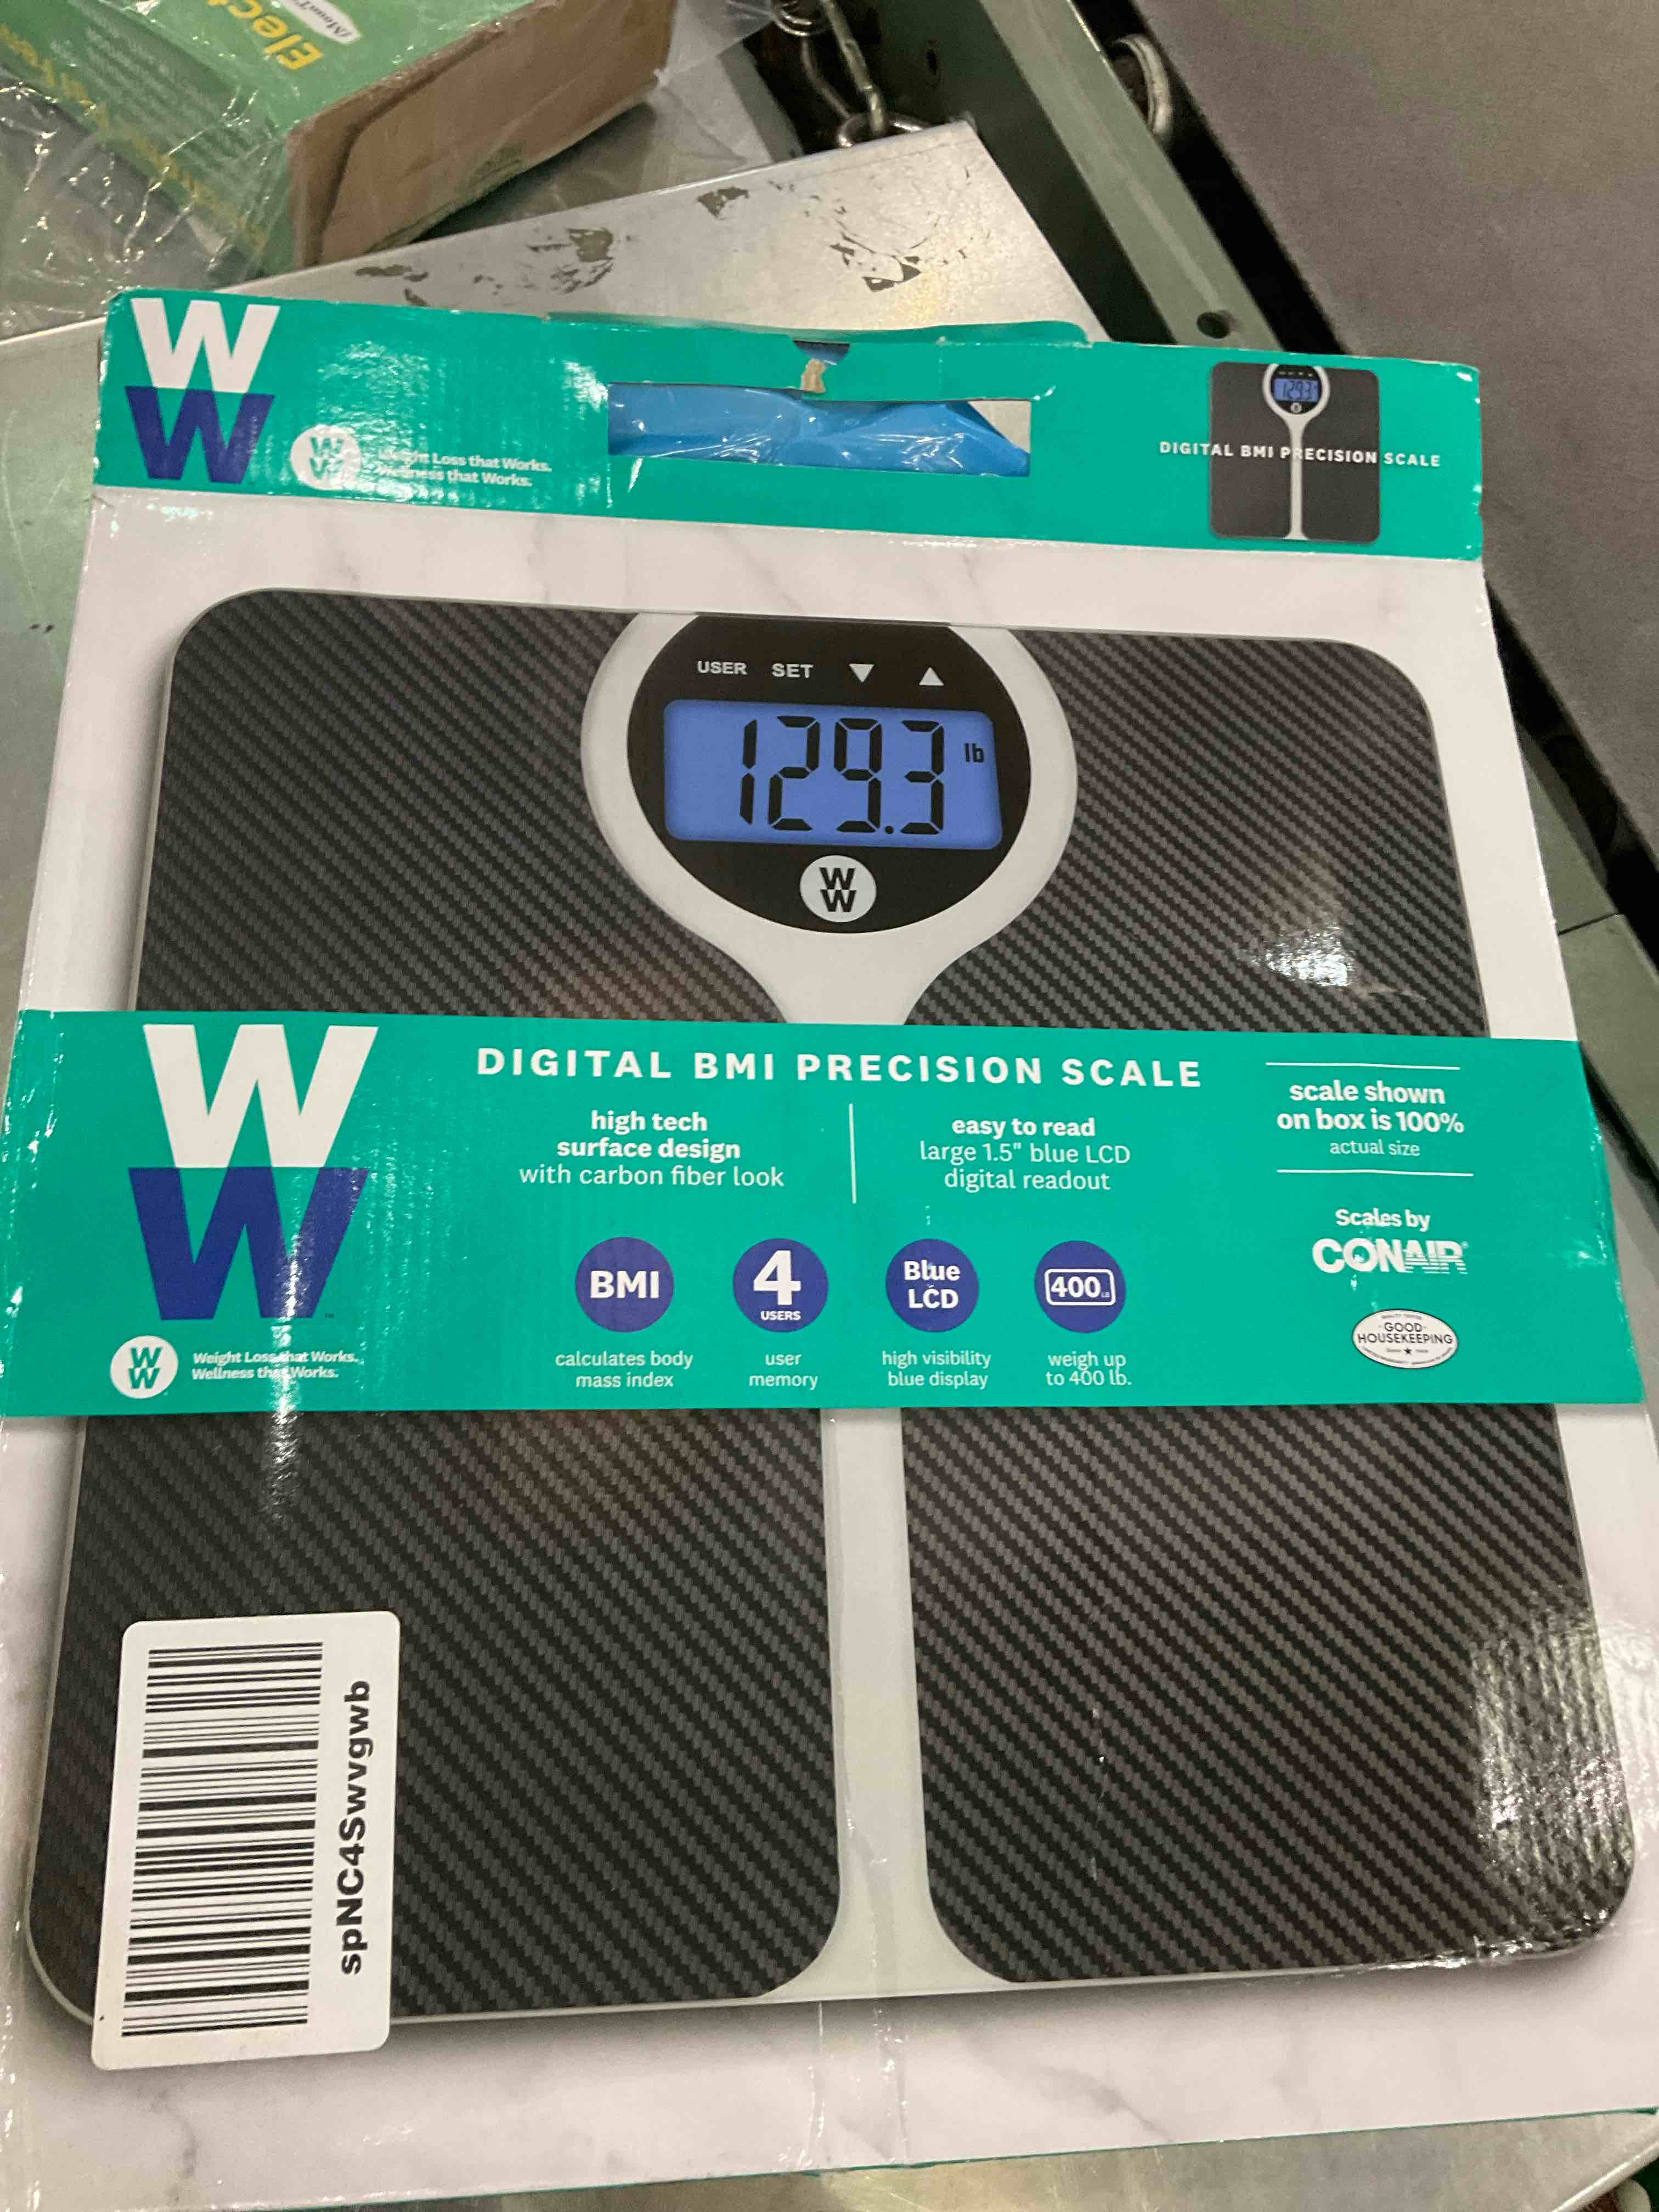 Elect
W
W
W
W
Weight Loss that Works.
Wellness that Works.
129.3
DIGITAL BMI PRECISION SCALE
USER SET ▼ ▲
129.3 lb
W
W
W
W
DIGITAL BMI PRECISION SCALE
high tech
surface design
with carbon fiber look
easy to read
large 1.5" blue LCD
digital readout
scale shown
on box is 100%
actual size
BMI
calculates body
mass index
4
USERS
user
memory
Blue
LCD
high visibility
blue display
400 LB
weigh up
to 400 lb.
Scales by
CONAIR®
GOOD
HOUSEKEEPING
W
W
Weight Loss that Works.
Wellness that Works.
spNC4Swvgwb